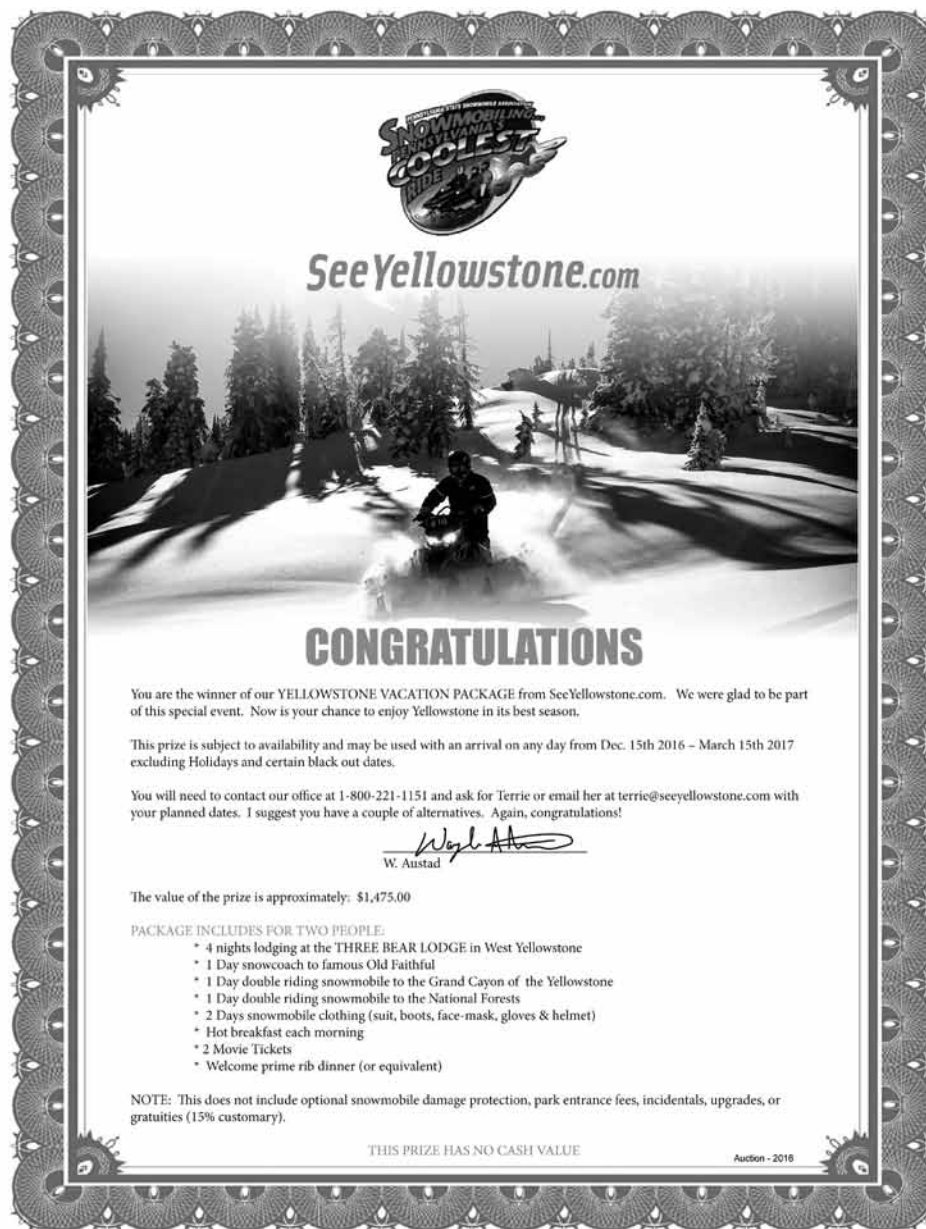 PENNSYLVANIA STATE SNOWMOBILE ASSOCIATION
SNOWMOBILING
PENNSYLVANIA'S
COOLEST
RIDE
SeeYellowstone.com
CONGRATULATIONS
You are the winner of our YELLOWSTONE VACATION PACKAGE from SeeYellowstone.com. We were glad to be part
of this special event. Now is your chance to enjoy Yellowstone in its best season.
This prize is subject to availability and may be used with an arrival on any day from Dec. 15th 2016 – March 15th 2017
excluding Holidays and certain black out dates.
You will need to contact our office at 1-800-221-1151 and ask for Terrie or email her at terrie@seeyellowstone.com with
your planned dates. I suggest you have a couple of alternatives. Again, congratulations!
W. Austad
The value of the prize is approximately: $1,475.00
PACKAGE INCLUDES FOR TWO PEOPLE:
* 4 nights lodging at the THREE BEAR LODGE in West Yellowstone
* 1 Day snowcoach to famous Old Faithful
* 1 Day double riding snowmobile to the Grand Cayon of the Yellowstone
* 1 Day double riding snowmobile to the National Forests
* 2 Days snowmobile clothing (suit, boots, face-mask, gloves & helmet)
* Hot breakfast each morning
* 2 Movie Tickets
* Welcome prime rib dinner (or equivalent)
NOTE: This does not include optional snowmobile damage protection, park entrance fees, incidentals, upgrades, or
gratuities (15% customary).
THIS PRIZE HAS NO CASH VALUE
Auction - 2016